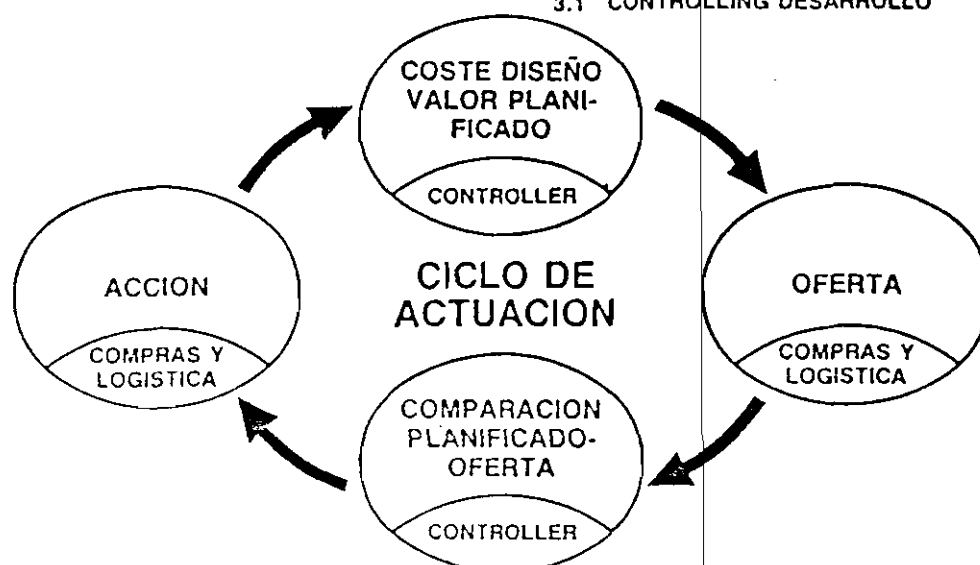 3.1 CONTROLLING DESARROLLO
COSTE DISEÑO
VALOR PLANI-
FICADO
CONTROLLER
ACCION
COMPRAS Y
LOGISTICA
CICLO DE
ACTUACION
OFERTA
COMPRAS Y
LOGISTICA
COMPARACION
PLANIFICADO-
OFERTA
CONTROLLER